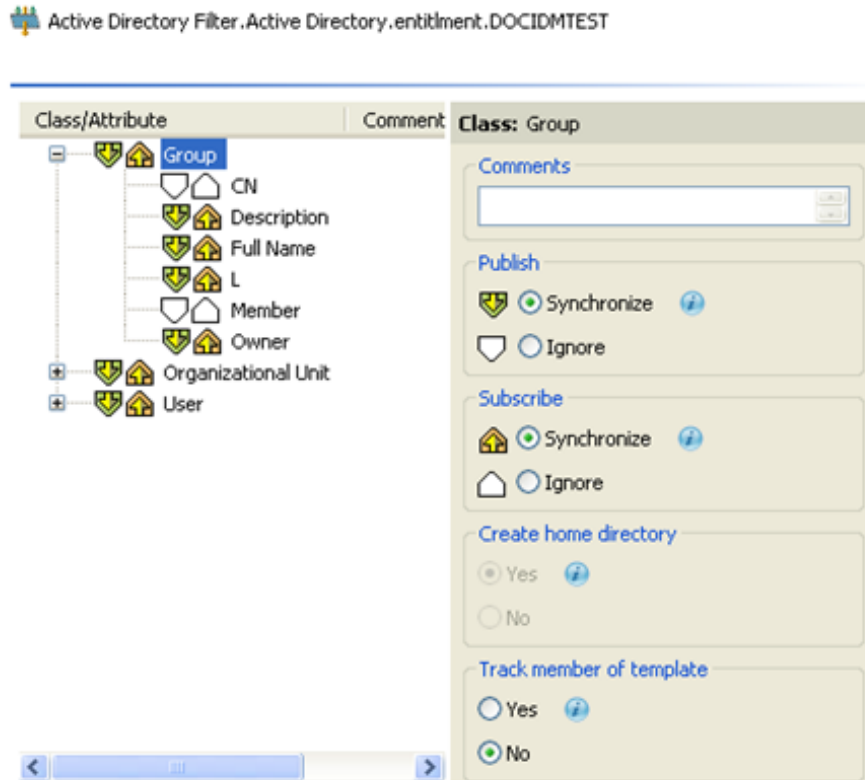 Active Directory Filter.Active Directory.entitlment.DOCIDMTEST
Class/Attribute Comment
Group
CN
Description
Full Name
L
Member
Owner
Organizational Unit
User
Class: Group
Comments
Publish
Synchronize
Ignore
Subscribe
Synchronize
Ignore
Create home directory
Yes
No
Track member of template
Yes
No